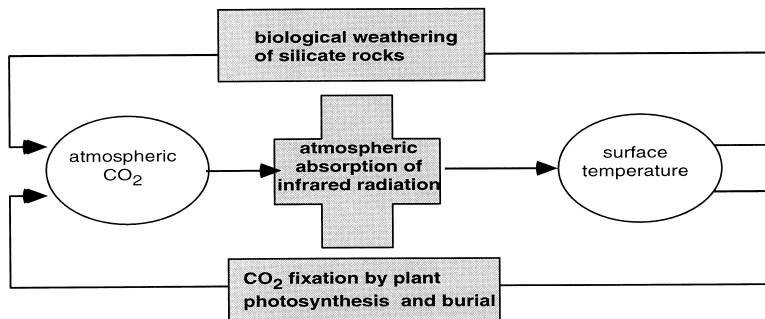 biological weathering
of silicate rocks
atmospheric
CO₂
atmospheric
absorption of
infrared radiation
surface
temperature
CO₂ fixation by plant
photosynthesis and burial